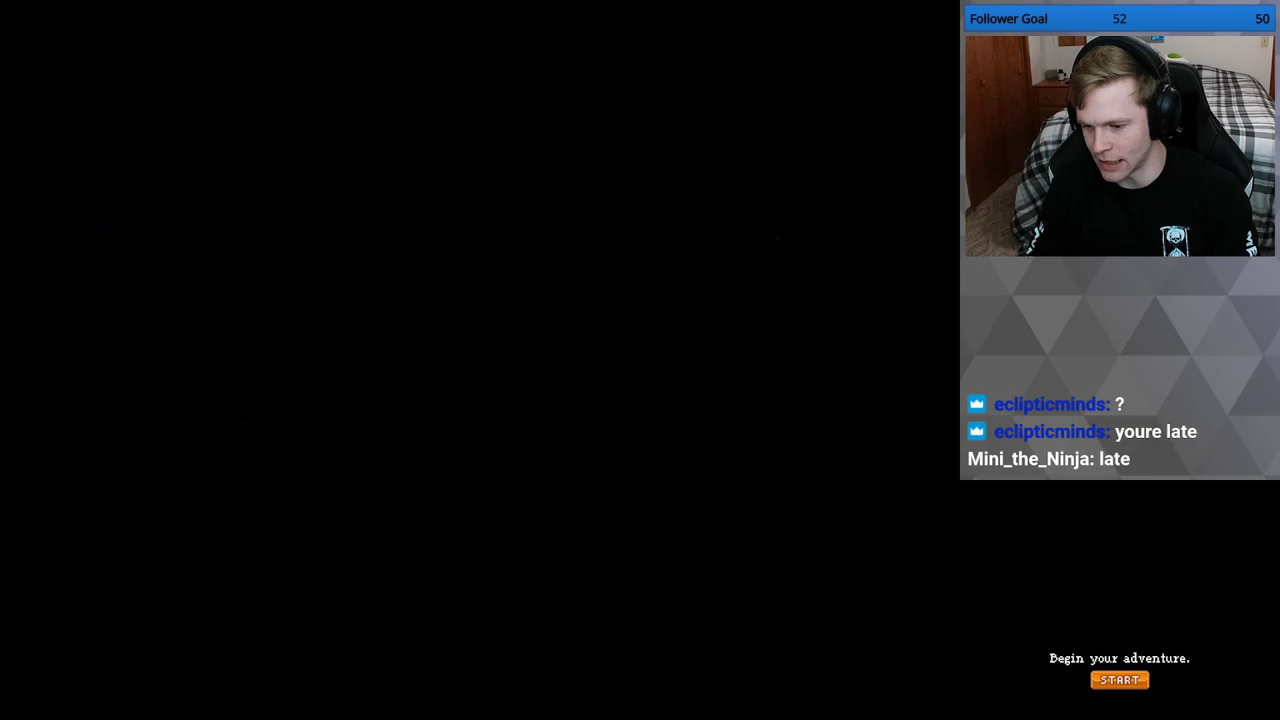 Follower Goal 52 50
eclipticminds: ?
eclipticminds: youre late
Mini_the_Ninja: late
Begin your adventure.
START